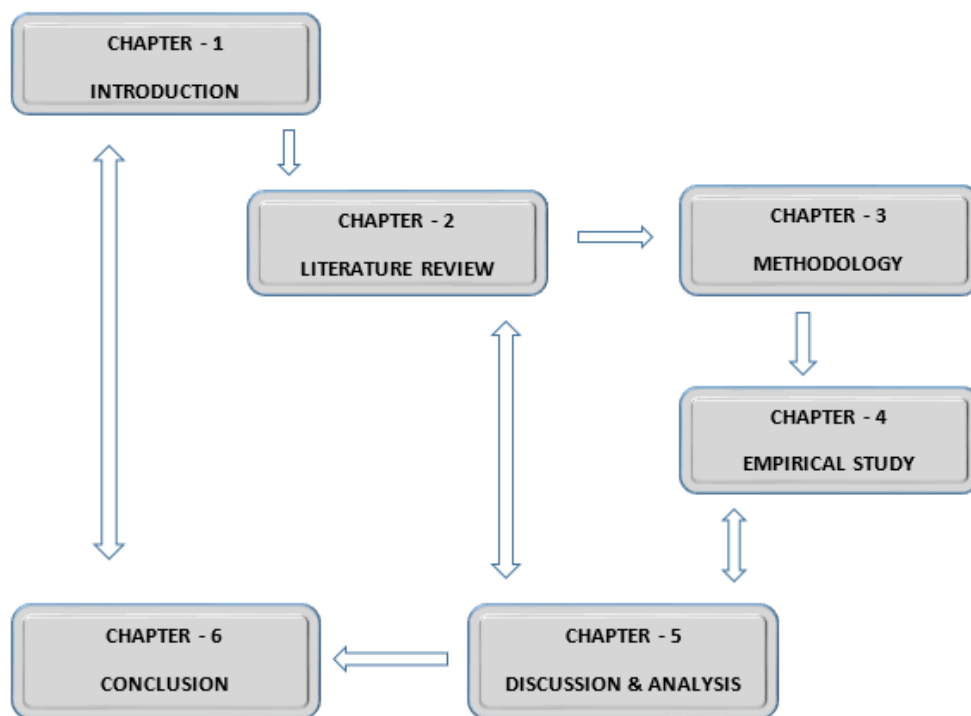 CHAPTER - 1
INTRODUCTION
CHAPTER - 2
LITERATURE REVIEW
CHAPTER - 3
METHODOLOGY
CHAPTER - 4
EMPIRICAL STUDY
CHAPTER - 5
DISCUSSION & ANALYSIS
CHAPTER - 6
CONCLUSION